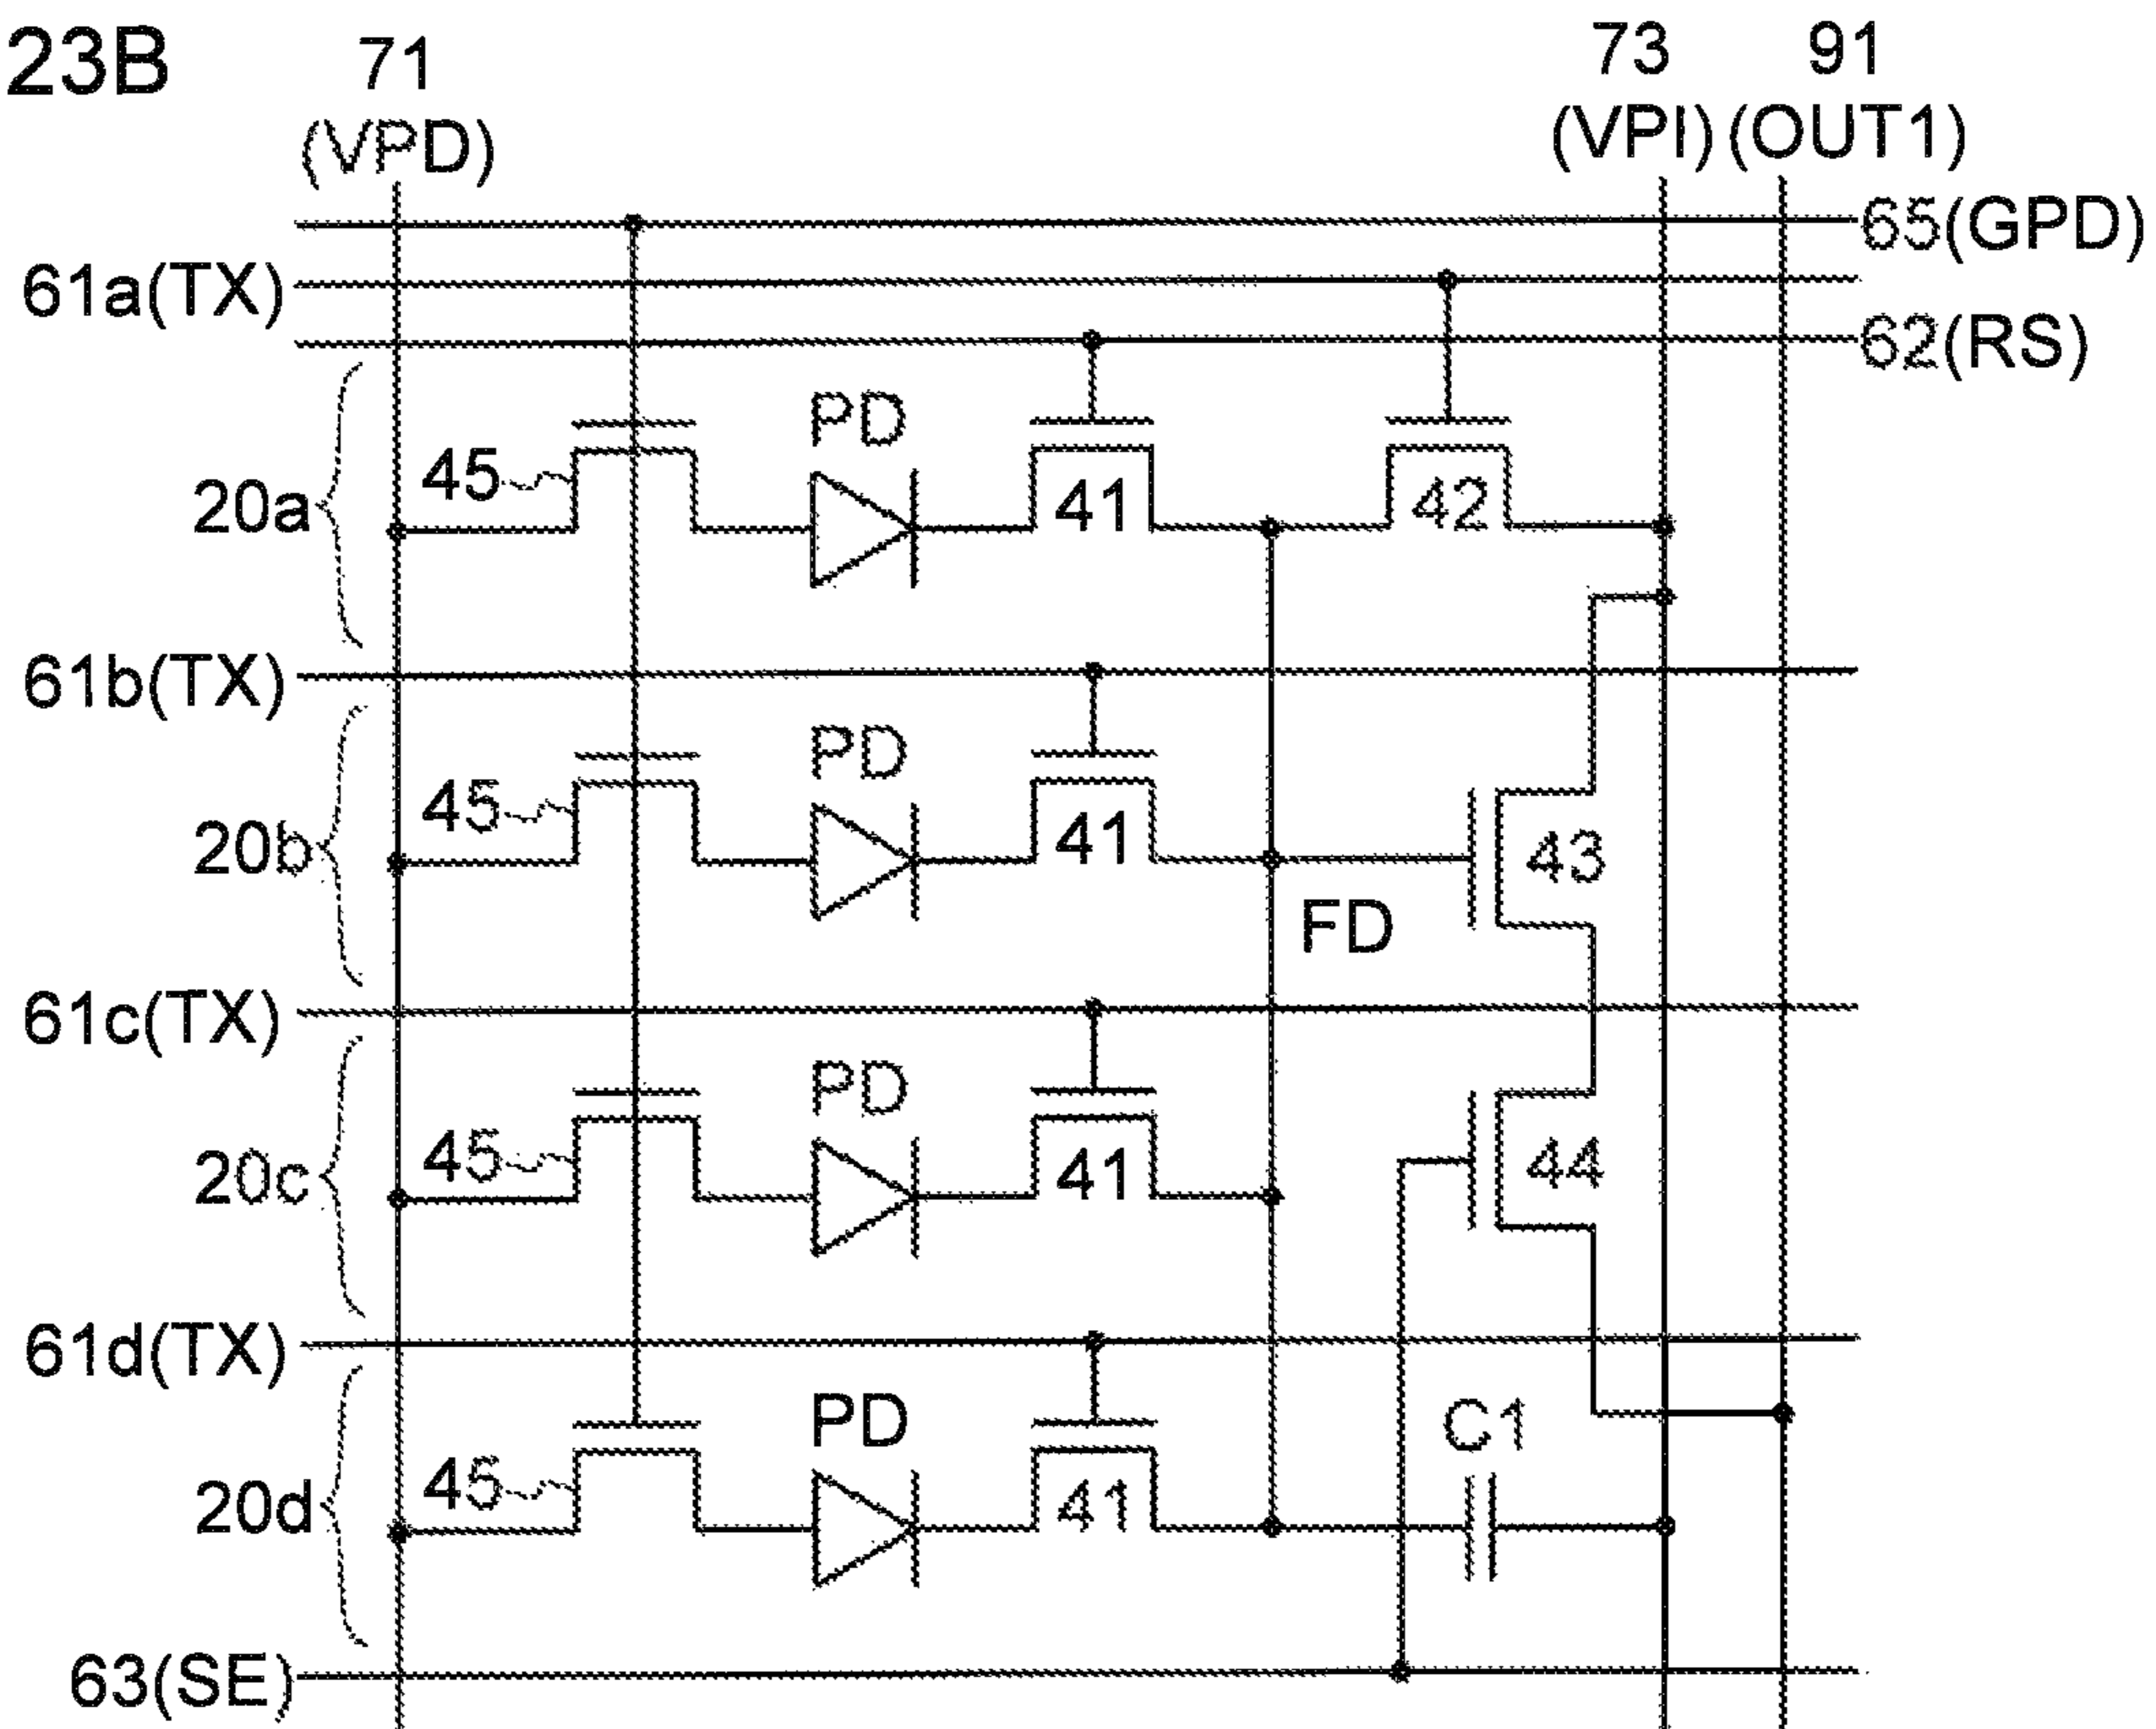 23B
71
73
91
(VPD)
(VPI)
(OUT1)
65(GPD)
61a(TX)
62(RS)
PD
20a
45
41
42
61b(TX)
PD
20b
45
41
43
FD
61c(TX)
PD
20c
45
41
44
61d(TX)
PD
C1
20d
45
41
63(SE)